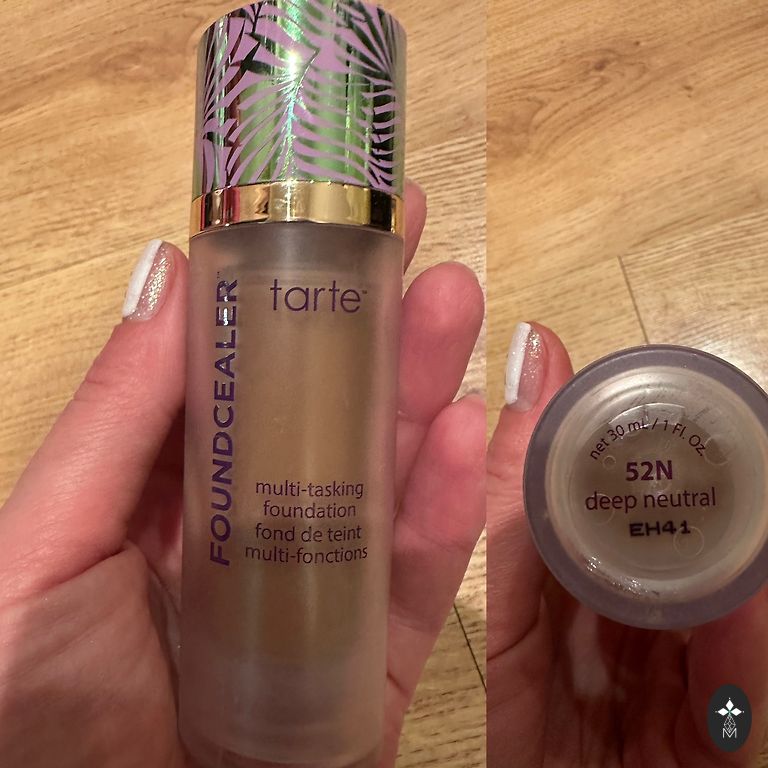 FOUNDCEALER™
tarte™
multi-tasking
foundation
fond de teint
multi-fonctions
net 30 mL / 1 Fl. Oz
52N
deep neutral
EH41
M